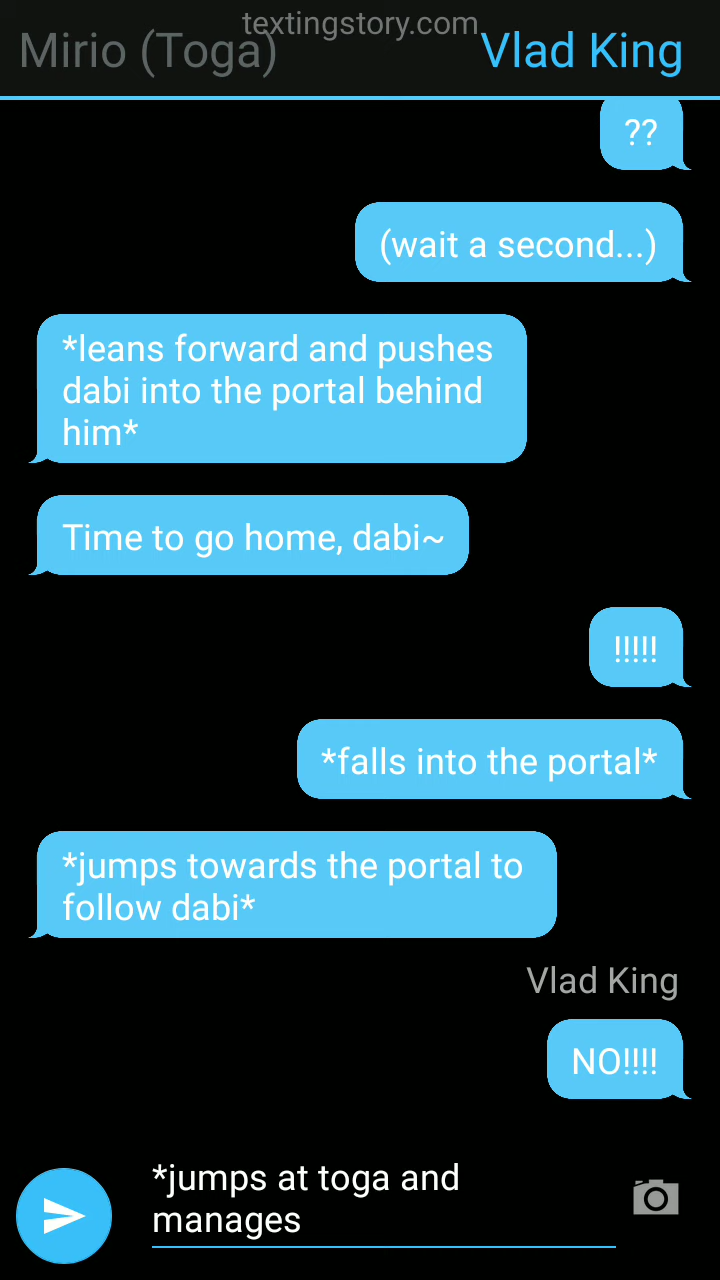 textingstory.com
Mirio (Toga)
Vlad King
??
(wait a second...)
*leans forward and pushes
dabi into the portal behind
him*
Time to go home, dabi~
!!!!!
*falls into the portal*
*jumps towards the portal to
follow dabi*
Vlad King
NO!!!!
*jumps at toga and
manages